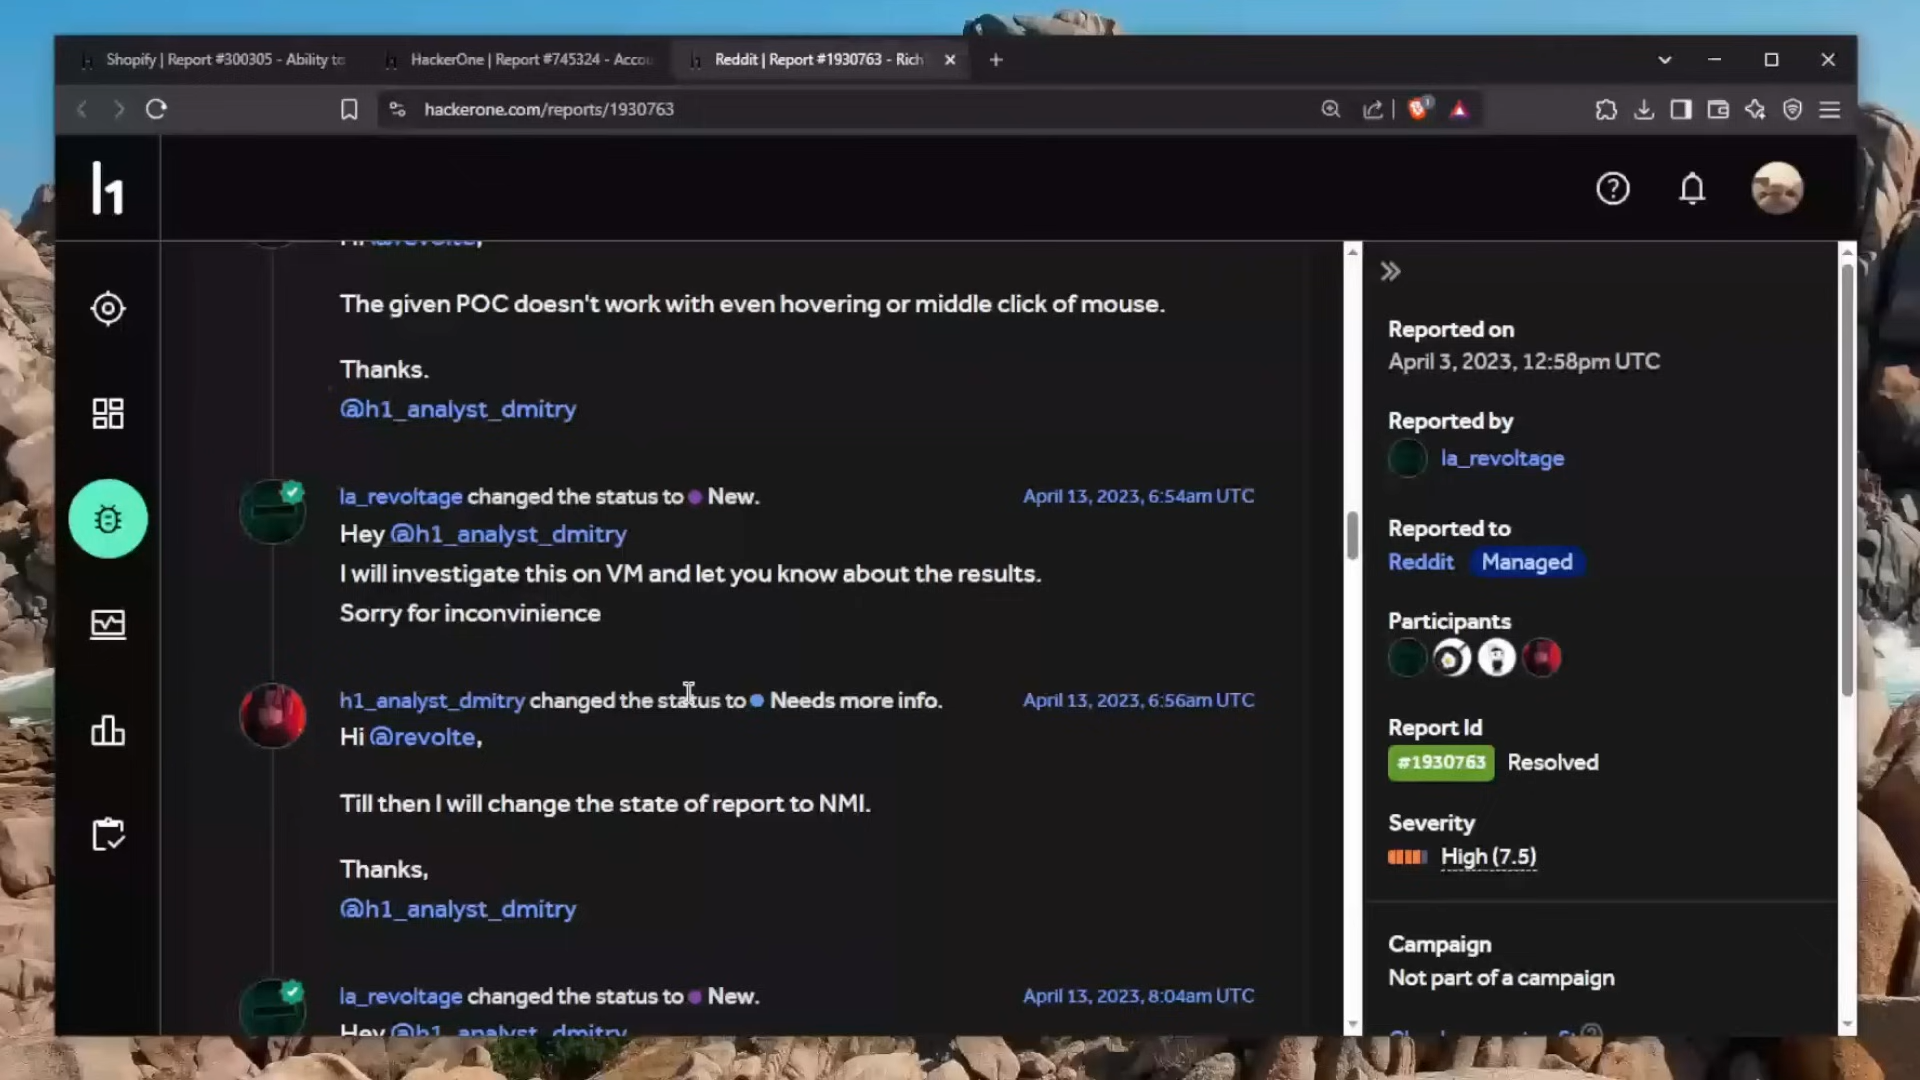 Shopify | Report #300305 - Ability to
HackerOne | Report #745324 - Accou
Reddit | Report #1930763 - Rich
hackerone.com/reports/1930763
h1
Hi @revolte,
The given POC doesn't work with even hovering or middle click of mouse.
Thanks.
@h1_analyst_dmitry
la_revoltage changed the status to New.
April 13, 2023, 6:54am UTC
Hey @h1_analyst_dmitry
I will investigate this on VM and let you know about the results.
Sorry for inconvinience
h1_analyst_dmitry changed the status to Needs more info.
April 13, 2023, 6:56am UTC
Hi @revolte,
Till then I will change the state of report to NMI.
Thanks,
@h1_analyst_dmitry
la_revoltage changed the status to New.
April 13, 2023, 8:04am UTC
Hey @h1_analyst_dmitry
Reported on
April 3, 2023, 12:58pm UTC
Reported by
la_revoltage
Reported to
Reddit Managed
Participants
Report Id
#1930763 Resolved
Severity
High (7.5)
Campaign
Not part of a campaign